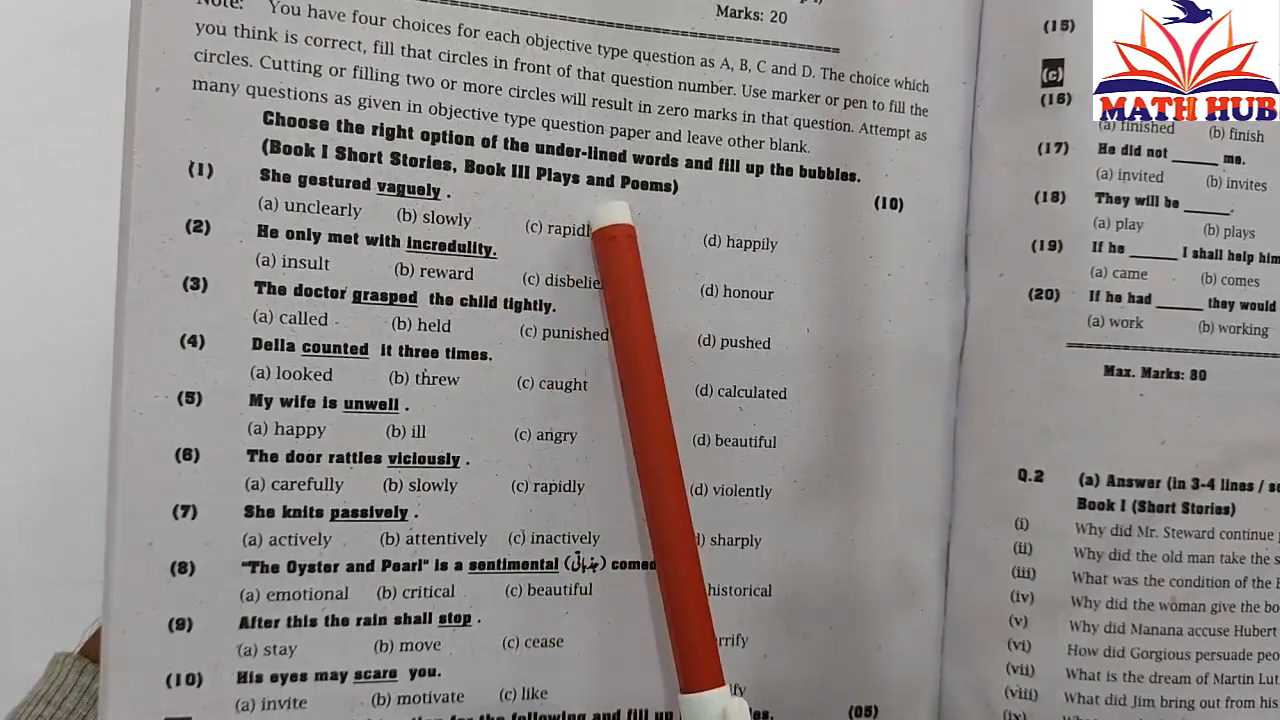 Marks: 20
Note: You have four choices for each objective type question as A, B, C and D. The choice which
you think is correct, fill that circles in front of that question number. Use marker or pen to fill the
circles. Cutting or filling two or more circles will result in zero marks in that question. Attempt as
many questions as given in objective type question paper and leave other blank.
Choose the right option of the under-lined words and fill up the bubbles.
(Book I Short Stories, Book III Plays and Poems) (10)
(1) She gestured vaguely .
(a) unclearly (b) slowly (c) rapidl (d) happily
(2) He only met with incredulity.
(a) insult (b) reward (c) disbelie (d) honour
(3) The doctor grasped the child tightly.
(a) called (b) held (c) punished (d) pushed
(4) Della counted it three times.
(a) looked (b) threw (c) caught (d) calculated
(5) My wife is unwell .
(a) happy (b) ill (c) angry (d) beautiful
(6) The door rattles viciously .
(a) carefully (b) slowly (c) rapidly (d) violently
(7) She knits passively .
(a) actively (b) attentively (c) inactively ) sharply
(8) "The Oyster and Pearl" is a sentimental (جذباتی) comed
(a) emotional (b) critical (c) beautiful historical
(9) After this the rain shall stop .
(a) stay (b) move (c) cease rrify
(10) His eyes may scare you.
(a) invite (b) motivate (c) like
following and fill up (05)
(15)
(c)
(16)
(a) finished (b) finish
(17) He did not ______ me.
(a) invited (b) invites
(18) They will be ______.
(a) play (b) plays
(19) If he ______ I shall help him
(a) came (b) comes
(20) If he had ______ they would
(a) work (b) working
Max. Marks: 80
Q.2 (a) Answer (in 3-4 lines / se
Book I (Short Stories)
(i) Why did Mr. Steward continue
(ii) Why did the old man take the s
(iii) What was the condition of the
(iv) Why did the woman give the bo
(v) Why did Manana accuse Hubert
(vi) How did Gorgious persuade peo
(vii) What is the dream of Martin Lut
(viii) What did Jim bring out from his
MATH HUB